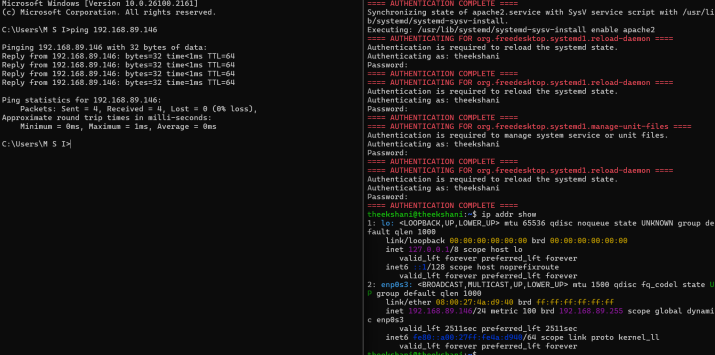 Microsoft Windows [Version 10.0.26100.2161]
(c) Microsoft Corporation. All rights reserved.
C:\Users\M S I>ping 192.168.89.146
Pinging 192.168.89.146 with 32 bytes of data:
Reply from 192.168.89.146: bytes=32 time<1ms TTL=64
Reply from 192.168.89.146: bytes=32 time<1ms TTL=64
Reply from 192.168.89.146: bytes=32 time<1ms TTL=64
Reply from 192.168.89.146: bytes=32 time=1ms TTL=64
Ping statistics for 192.168.89.146:
Packets: Sent = 4, Received = 4, Lost = 0 (0% loss),
Approximate round trip times in milli-seconds:
Minimum = 0ms, Maximum = 1ms, Average = 0ms
C:\Users\M S I>
==== AUTHENTICATION COMPLETE ====
Synchronizing state of apache2.service with SysV service script with /usr/li
b/systemd/systemd-sysv-install.
Executing: /usr/lib/systemd/systemd-sysv-install enable apache2
==== AUTHENTICATING FOR org.freedesktop.systemd1.reload-daemon ====
Authentication is required to reload the systemd state.
Authenticating as: theekshani
Password:
==== AUTHENTICATION COMPLETE ====
==== AUTHENTICATING FOR org.freedesktop.systemd1.reload-daemon ====
Authentication is required to reload the systemd state.
Authenticating as: theekshani
Password:
==== AUTHENTICATION COMPLETE ====
==== AUTHENTICATING FOR org.freedesktop.systemd1.manage-unit-files ====
Authentication is required to manage system service or unit files.
Authenticating as: theekshani
Password:
==== AUTHENTICATION COMPLETE ====
==== AUTHENTICATING FOR org.freedesktop.systemd1.reload-daemon ====
Authentication is required to reload the systemd state.
Authenticating as: theekshani
Password:
==== AUTHENTICATION COMPLETE ====
theekshani@theekshani:~$ ip addr show
1: lo: <LOOPBACK,UP,LOWER_UP> mtu 65536 qdisc noqueue state UNKNOWN group de
fault qlen 1000
link/loopback 00:00:00:00:00:00 brd 00:00:00:00:00:00
inet 127.0.0.1/8 scope host lo
valid_lft forever preferred_lft forever
inet6 ::1/128 scope host noprefixroute
valid_lft forever preferred_lft forever
2: enp0s3: <BROADCAST,MULTICAST,UP,LOWER_UP> mtu 1500 qdisc fq_codel state U
P group default qlen 1000
link/ether 08:00:27:4a:d9:40 brd ff:ff:ff:ff:ff:ff
inet 192.168.89.146/24 metric 100 brd 192.168.89.255 scope global dynami
c enp0s3
valid_lft 2511sec preferred_lft 2511sec
inet6 fe80::a00:27ff:fe4a:d940/64 scope link proto kernel_ll
valid_lft forever preferred_lft forever
theekshani@theekshani:~$